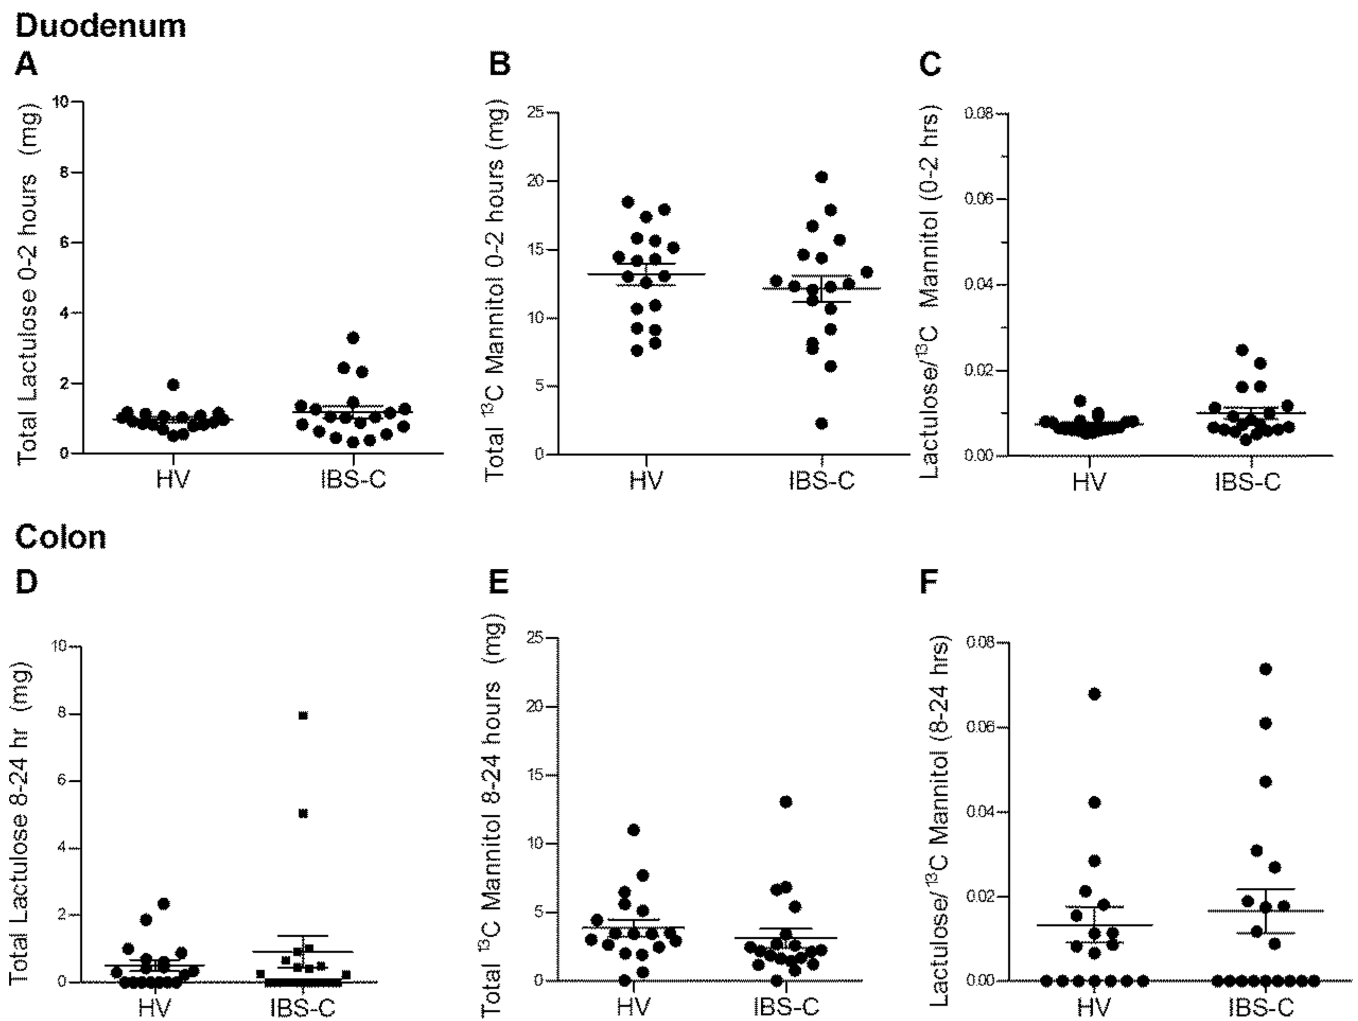 Duodenum
A
Total Lactulose 0-2 hours (mg)
10
8
6
4
2
0
HV
IBS-C
B
Total ¹³C Mannitol 0-2 hours (mg)
25
20
15
10
5
0
HV
IBS-C
C
Lactulose/¹³C Mannitol (0-2 hrs)
0.08
0.06
0.04
0.02
0.00
HV
IBS-C
Colon
D
Total Lactulose 8-24 hr (mg)
10
8
6
4
2
0
HV
IBS-C
E
Total ¹³C Mannitol 8-24 hours (mg)
25
20
15
10
5
0
HV
IBS-C
F
Lactulose/¹³C Mannitol (8-24 hrs)
0.08
0.06
0.04
0.02
0.00
HV
IBS-C